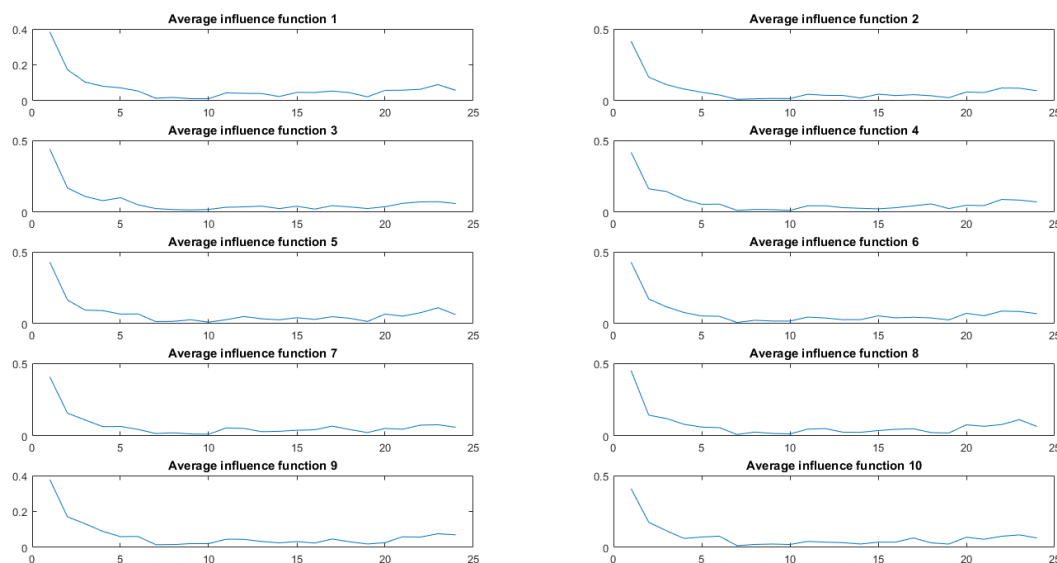 Average influence function 1
0.4
0.2
0
0 5 10 15 20 25
Average influence function 2
0.5
0
0 5 10 15 20 25
Average influence function 3
0.5
0
0 5 10 15 20 25
Average influence function 4
0.5
0
0 5 10 15 20 25
Average influence function 5
0.5
0
0 5 10 15 20 25
Average influence function 6
0.5
0
0 5 10 15 20 25
Average influence function 7
0.5
0
0 5 10 15 20 25
Average influence function 8
0.5
0
0 5 10 15 20 25
Average influence function 9
0.4
0.2
0
0 5 10 15 20 25
Average influence function 10
0.5
0
0 5 10 15 20 25